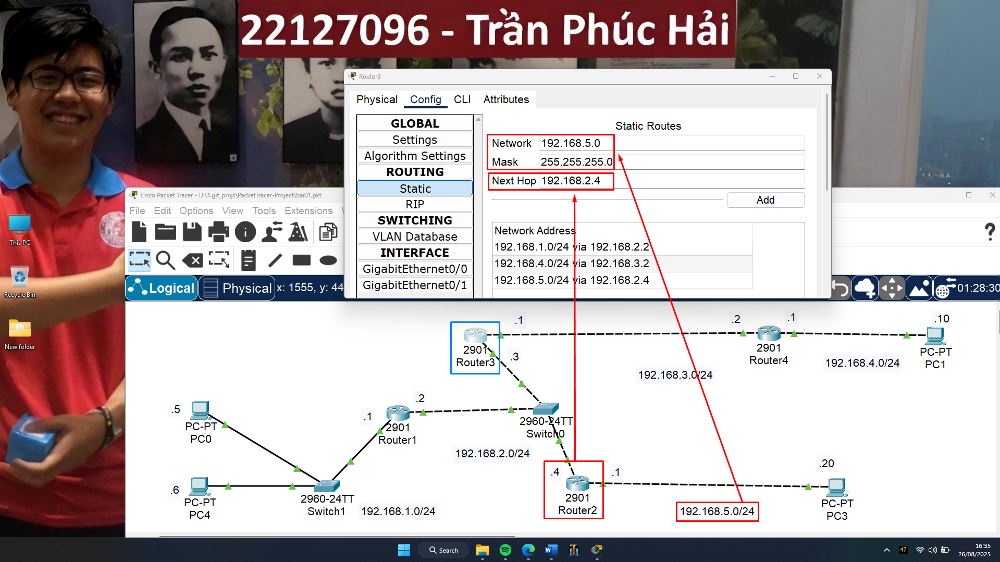 22127096 - Trần Phúc Hải
Router3
Physical Config CLI Attributes
GLOBAL
Settings
Algorithm Settings
ROUTING
Static
RIP
SWITCHING
VLAN Database
INTERFACE
GigabitEthernet0/0
GigabitEthernet0/1
Static Routes
Network 192.168.5.0
Mask 255.255.255.0
Next Hop 192.168.2.4
Add
Network Address
192.168.1.0/24 via 192.168.2.2
192.168.4.0/24 via 192.168.3.2
192.168.5.0/24 via 192.168.2.4
This PC
Recycle Bin
New folder
Cisco Packet Tracer - D:\1.git_projs\PacketTracer-Project\bai01.pkt
File Edit Options View Tools Extensions
Logical Physical x: 1555, y: 44
01:28:30
.1
.2
.1
.10
2901
Router3
.3
2901
Router4
192.168.4.0/24
PC-PT
PC1
192.168.3.0/24
.5
PC-PT
PC0
.1
.2
2901
Router1
2960-24TT
Switch0
192.168.2.0/24
.6
PC-PT
PC4
2960-24TT
Switch1
192.168.1.0/24
.4
.1
2901
Router2
192.168.5.0/24
.20
PC-PT
PC3
Search
47
16:35
26/08/2025